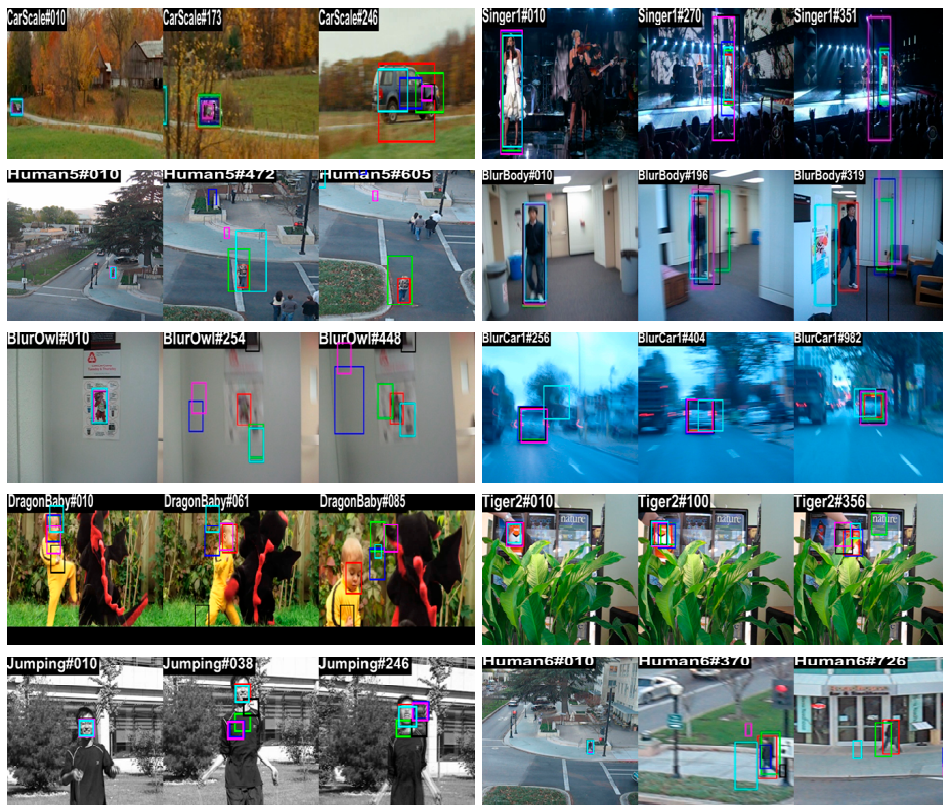 CarScale#010 CarScale#173 CarScale#246
Singer1#010 Singer1#270 Singer1#351
Human5#010 Human5#472 Human5#605
BlurBody#010 BlurBody#196 BlurBody#319
BlurOwl#010 BlurOwl#254 BlurOwl#448
BlurCar1#256 BlurCar1#404 BlurCar1#982
DragonBaby#010 DragonBaby#061 DragonBaby#085
Tiger2#010 Tiger2#100 Tiger2#356
nature nature nature
Jumping#010 Jumping#038 Jumping#246
Human6#010 Human6#370 Human6#726